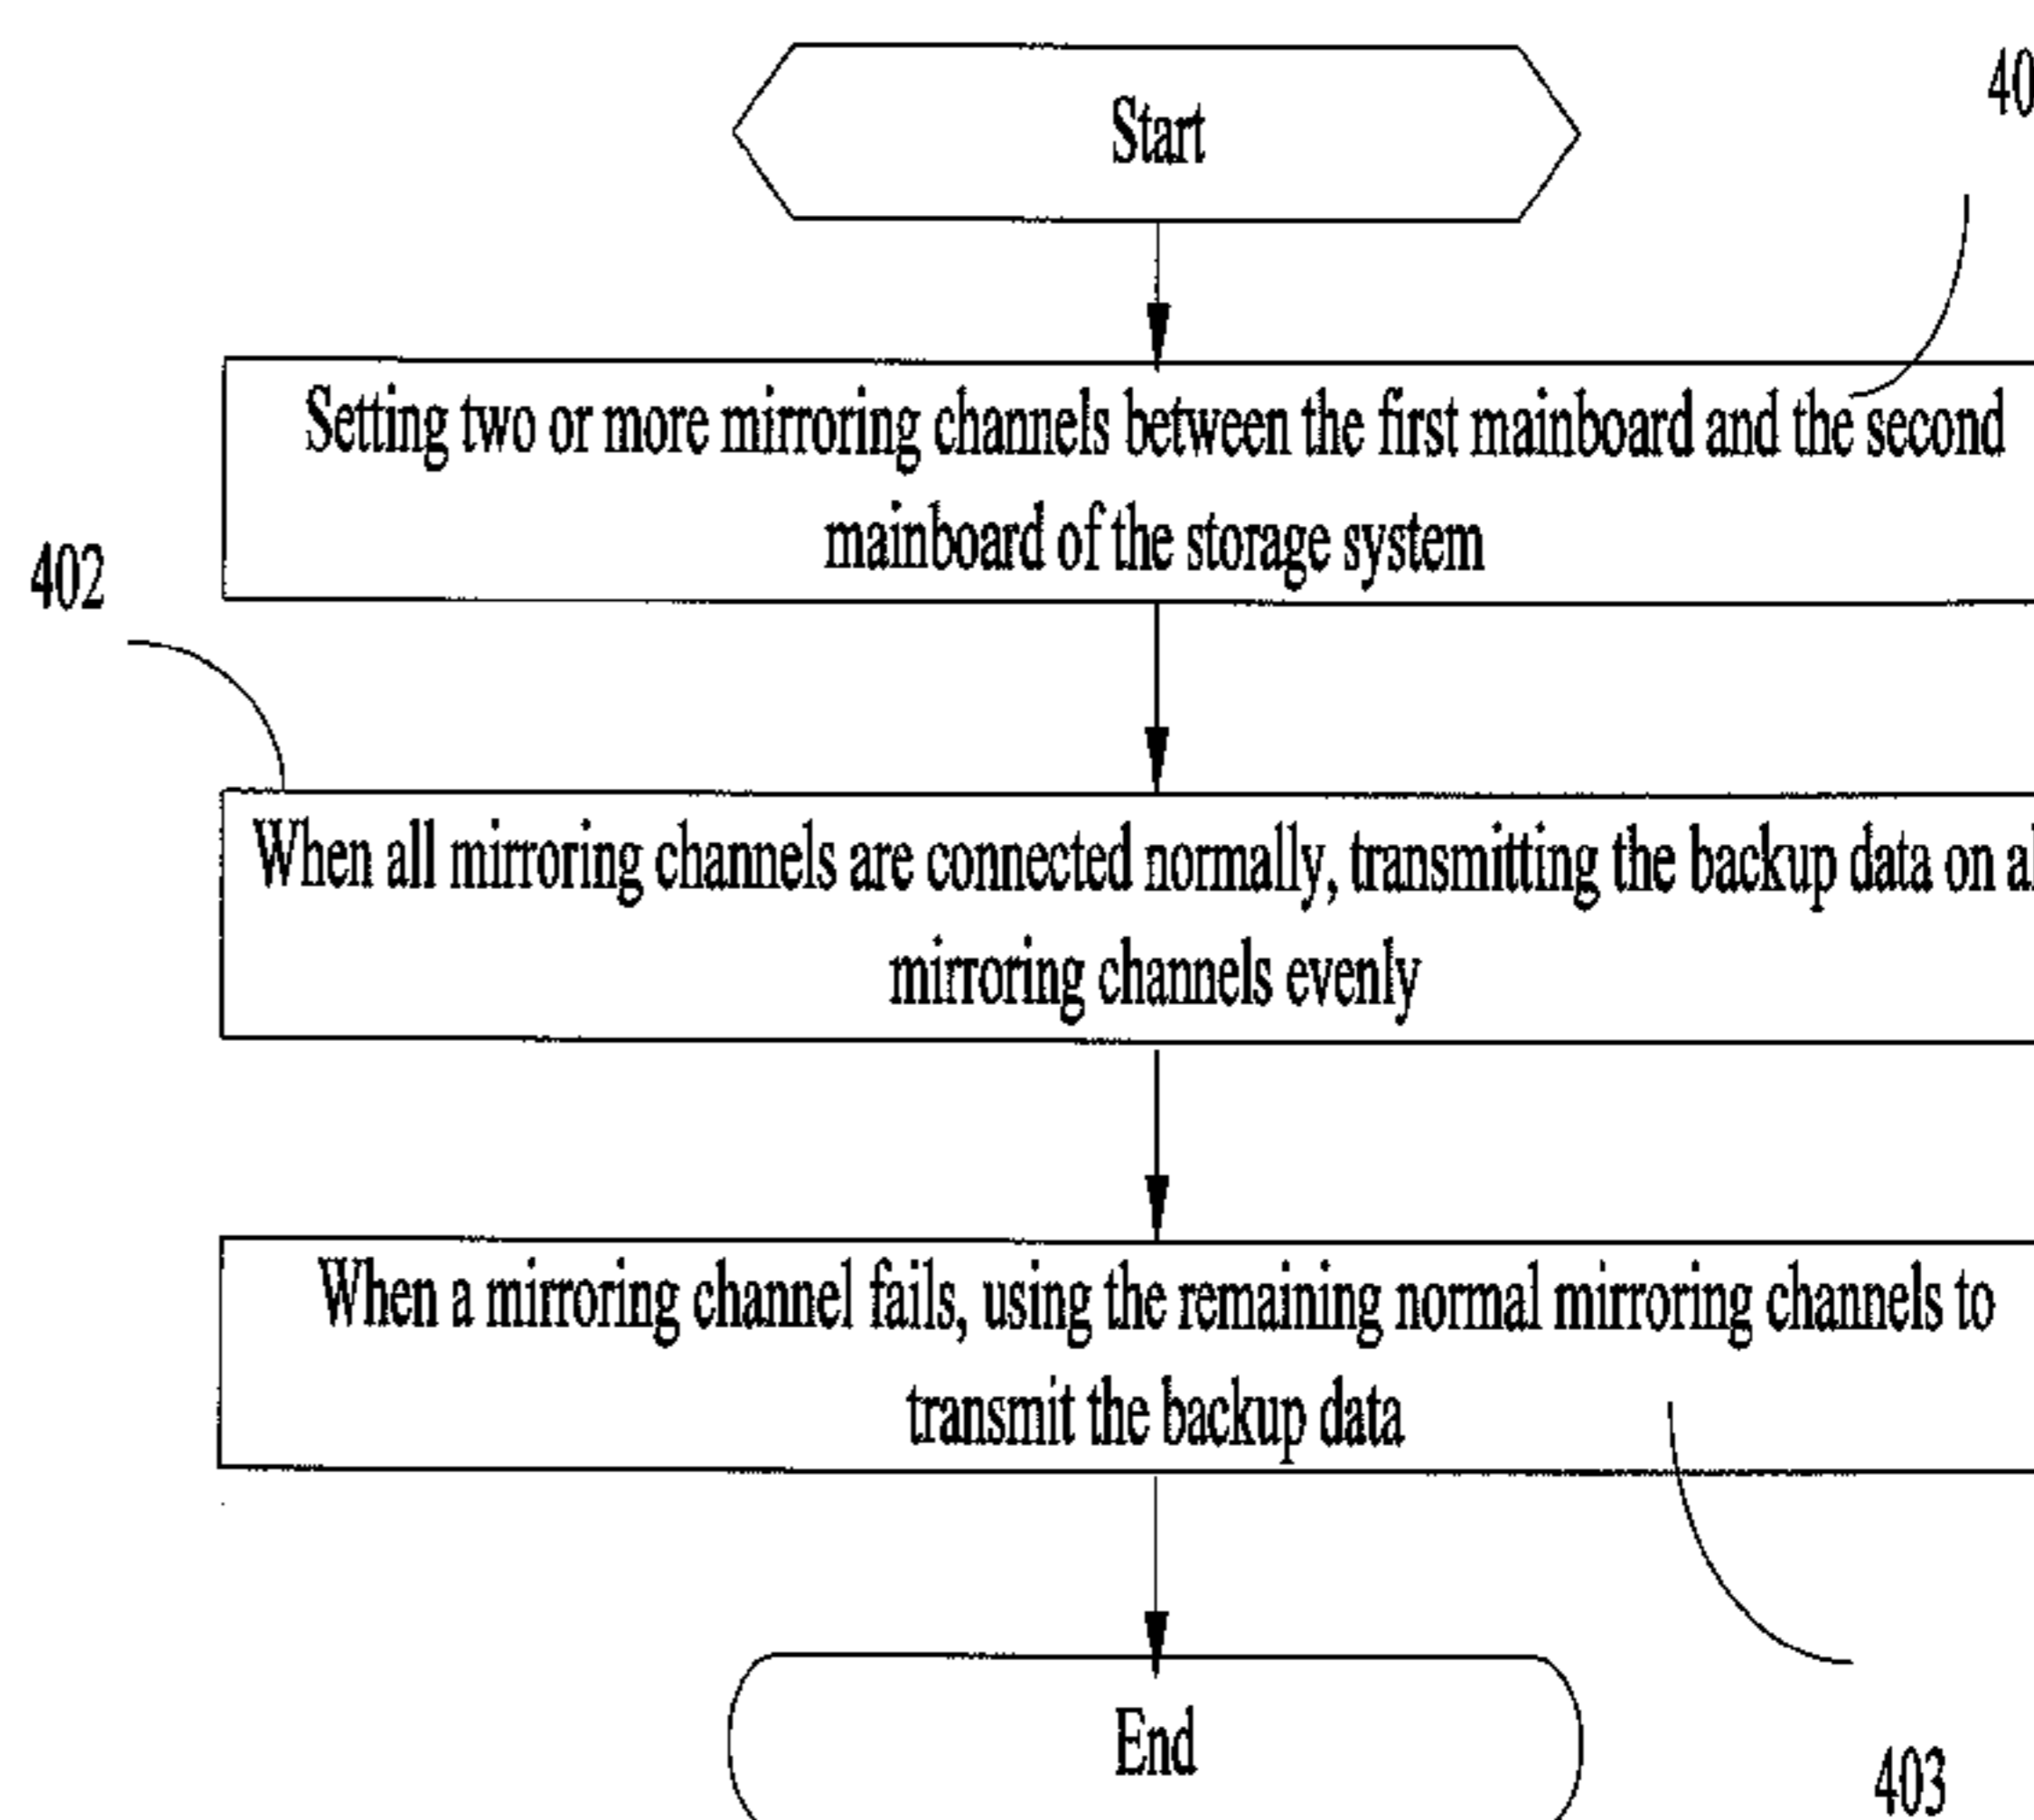 Start
Setting two or more mirroring channels between the first mainboard and the second
mainboard of the storage system
402
When all mirroring channels are connected normally, transmitting the backup data on
mirroring channels evenly
When a mirroring channel fails, using the remaining normal mirroring channels to
transmit the backup data
End
403